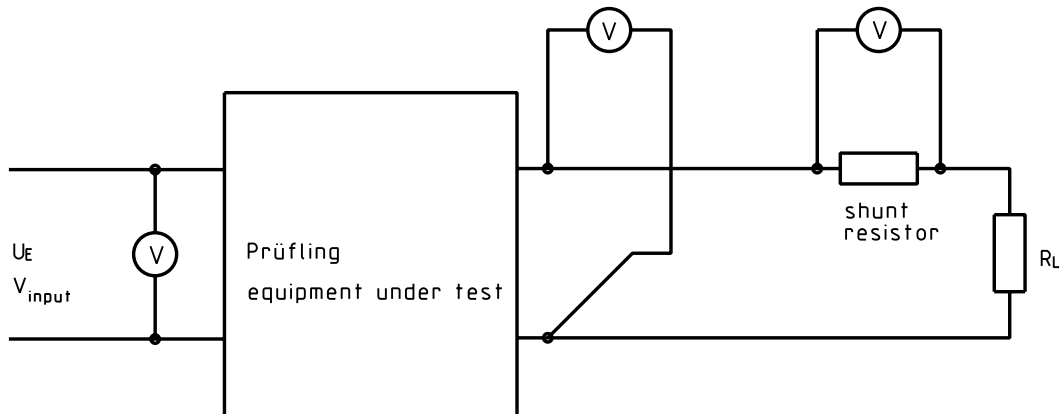 V
V
UE
Vinput
V
Prüfling
equipment under test
shunt
resistor
RL